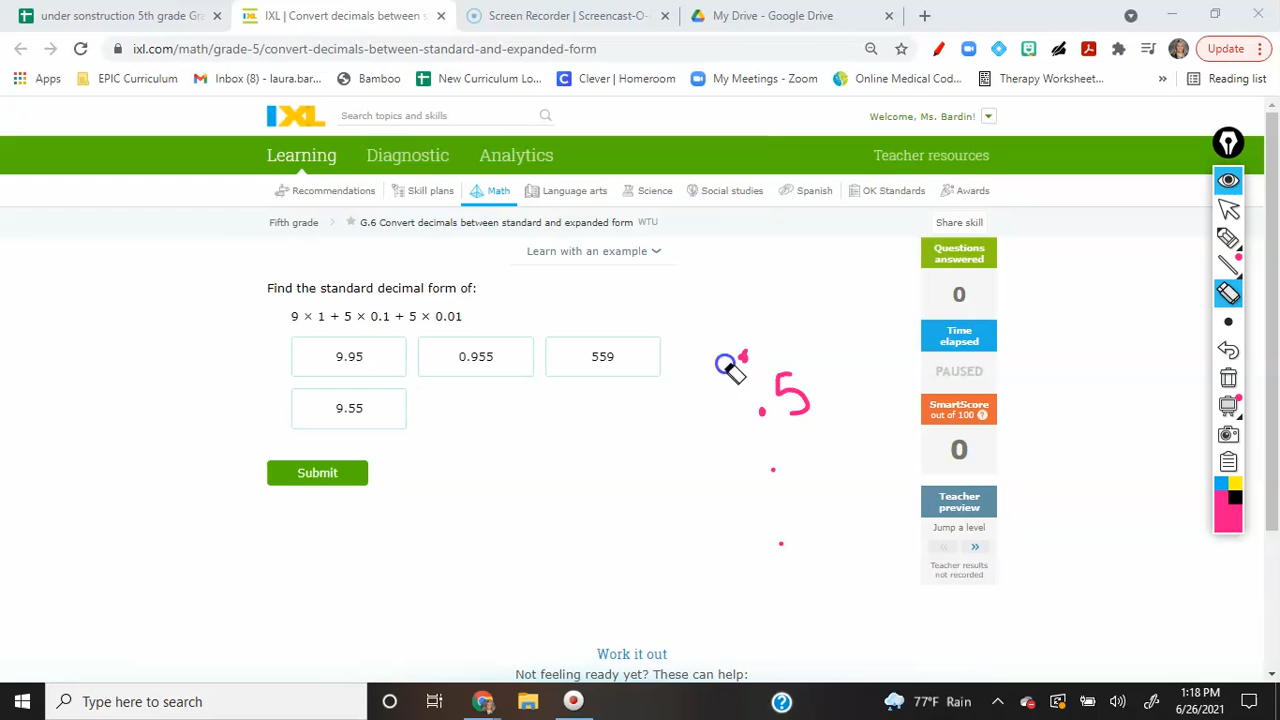 under sonstruction 5th grade Gr
IXL | Convert decimals between s
Screen Recorder | Screencast-O-
My Drive - Google Drive
ixl.com/math/grade-5/convert-decimals-between-standard-and-expanded-form
Update
Apps
EPIC Curriculum
Inbox (8) - laura.bar...
Bamboo
New Curriculum Lo...
Clever | Homeroom
My Meetings - Zoom
Online Medical Cod...
Therapy Worksheet...
»
Reading list
IXL
Search topics and skills
Welcome, Ms. Bardin!
Learning
Diagnostic
Analytics
Teacher resources
Recommendations
Skill plans
Math
Language arts
Science
Social studies
Spanish
OK Standards
Awards
Fifth grade
G.6 Convert decimals between standard and expanded form WTU
Share skill
Learn with an example
Questions
answered
0
Find the standard decimal form of:
9 × 1 + 5 × 0.1 + 5 × 0.01
9.95
0.955
559
9.55
Submit
.5
Time
elapsed
PAUSED
SmartScore
out of 100 ?
0
Teacher
preview
Jump a level
« »
Teacher results
not recorded
Work it out
Not feeling ready yet? These can help:
Type here to search
77°F Rain
1:18 PM
6/26/2021